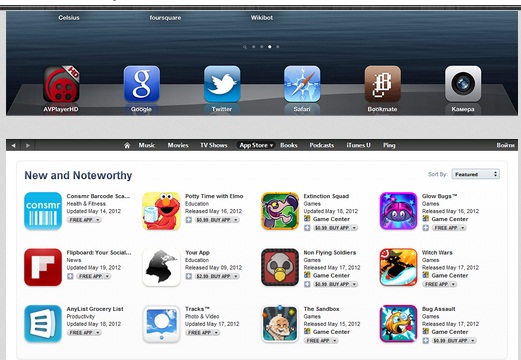 Celsius foursquare Wikibot
HD
AVPlayerHD Google Twitter Safari Bookmate Камера
Music Movies TV Shows App Store Books Podcasts iTunes U Ping Войти
New and Noteworthy
Sort By: Featured
consmr
Consmr Barcode Sca...
Health & Fitness
Updated May 14, 2012
FREE APP
Potty Time with Elmo
Education
Released May 16, 2012
$0.99 BUY APP
Extinction Squad
Games
Updated May 18, 2012
Game Center
$0.99 BUY APP
Glow Bugs™
Games
Released May 16, 2012
Game Center
FREE APP
Flipboard: Your Social...
News
Updated May 19, 2012
FREE APP
Your App
Education
Released May 09, 2012
$0.99 BUY APP
Non Flying Soldiers
Games
Released May 17, 2012
Game Center
$0.99 BUY APP
Witch Wars
Games
Released May 17, 2012
Game Center
FREE APP
AnyList Grocery List
Productivity
Updated May 18, 2012
FREE APP
Tracks™
Photo & Video
Updated May 17, 2012
FREE APP
The Sandbox
Games
Released May 15, 2012
Game Center
FREE APP
Bug Assault
Games
Released May 17, 2012
Game Center
FREE APP